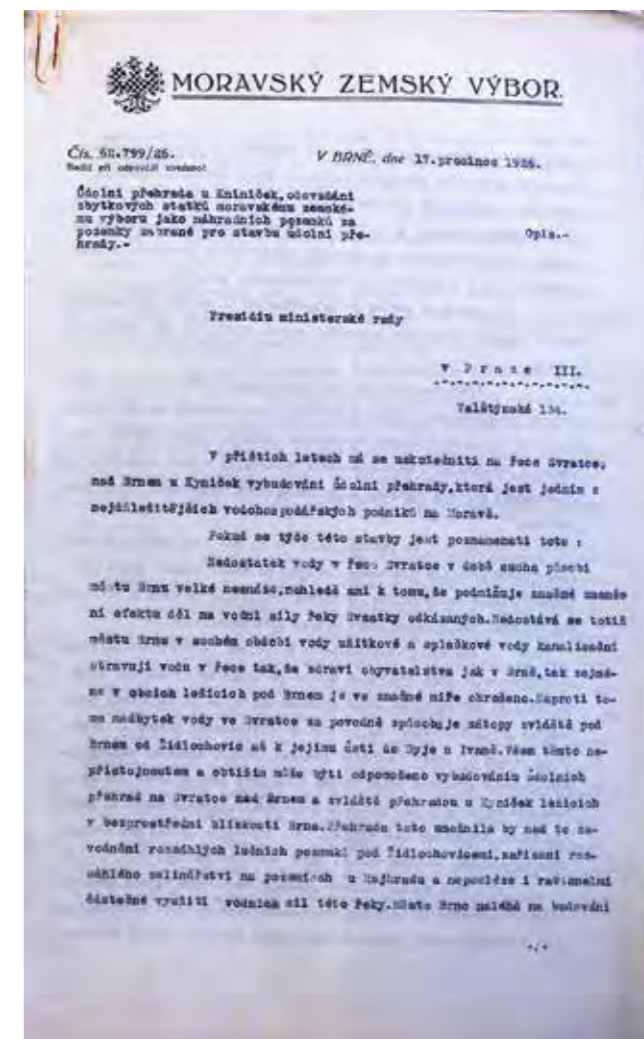 MORAVSKÝ ZEMSKÝ VÝBOR.
Čís. 799/26.
V BRNĚ, dne 17. prosince 1926.
Údolní přehrada u Kniniček, odevzdání
zbytkových statků moravskému zemské-
mu výboru jako náhradních pozemků za
pozemky zabrané pro stavbu údolní pře-
hrady.-
Opis.-
Presidiu ministerské rady
v Praze III.
Valštýnská
V příštích letech má se uskutečniti na řece Svratce,
nad Brnem u Kyniček vybudování údolní přehrady, která jest jedním z
nejdůležitějších vodohospodářských podniků na Moravě.
Pokud se týče této stavby jest poznamenati toto :
Nedostatek vody v řece Svratce v době sucha působí
městu Brnu velké nesnáze, nehledě ani k tomu, že podmiňuje značné zmenše
ní efektu děl na vodní síly řeky Svratky odkázaných. Nedostává se totiž
městu Brnu v suchém období vody užitkové a splaškové vody kanalisační
otravují vodu v řece tak, že zdraví obyvatelstva jak v Brně, tak zejmé-
na v obcích ležících pod Brnem je ve značné míře ohroženo. Naproti to-
mu nadbytek vody ve Svratce za povodně způsobuje zátopy zvláště pod
Brnem od Židlochovic až k jejímu ústí do Dyje u Ivaně. Všem těmto ne-
přístojnostem a obtížím může býti odpomoženo vybudováním údolních
přehrad na Svratce nad Brnem a zvláště přehradou u Kyniček ležících
v bezprostřední blízkosti Brna. Přehrada tato umožnila by nad to za-
vodnění rozsáhlých lučních pozemků pod Židlochovicemi, zařízení roz-
sáhlého zelinářství na pozemcích u Rajhradu a neposléze i racionelní
částečné využití vodních sil této řeky. Město Brno naléhá na budování
./.